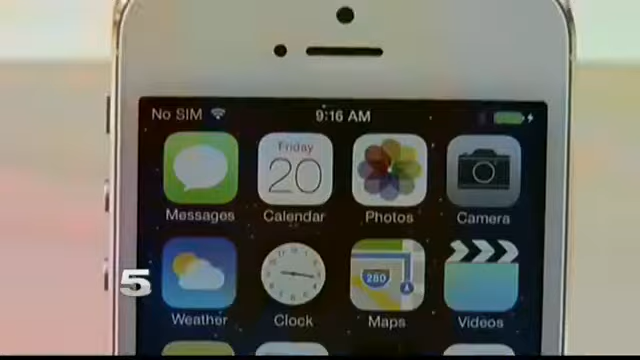 No SIM 9:16 AM
Friday
20
Messages Calendar Photos Camera
280
5
Weather Clock Maps Videos